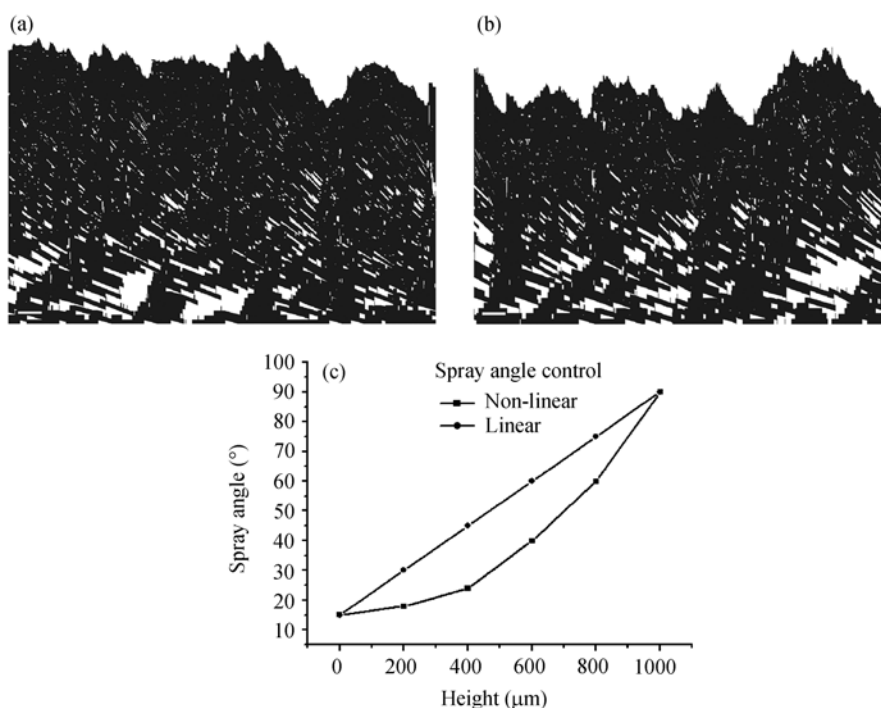 (a)
(b)
(c)
Spray angle control
Non-linear
Linear
100
90
80
70
60
50
40
30
20
10
Spray angle (°)
0 200 400 600 800 1000
Height (μm)